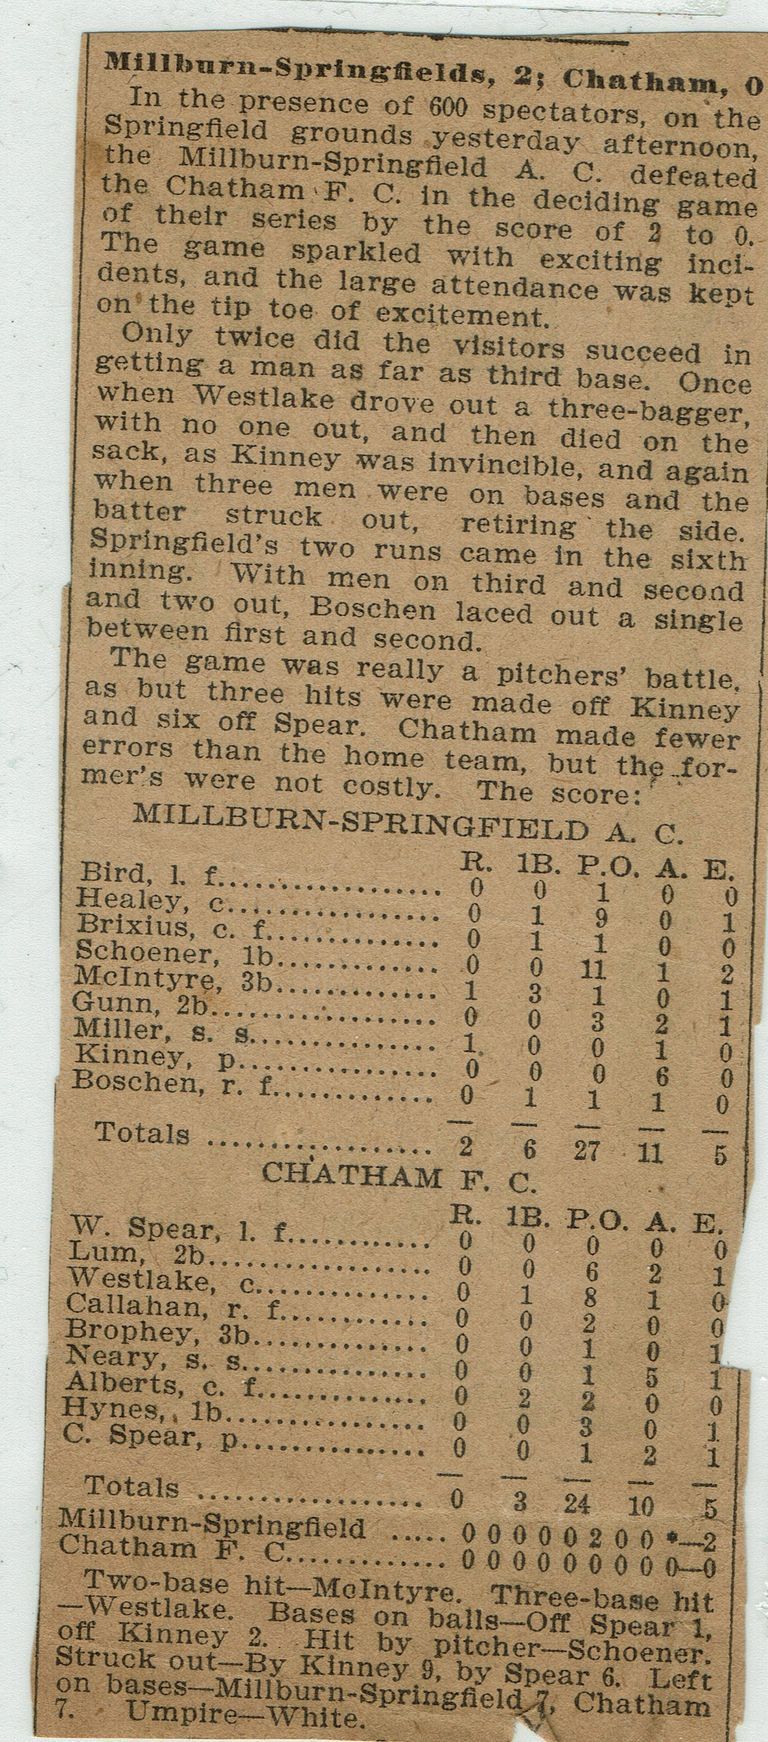 Millburn-Springfields, 2; Chatham, 0
In the presence of 600 spectators, on the
Springfield grounds yesterday afternoon,
the Millburn-Springfield A. C. defeated
the Chatham F. C. in the deciding game
of their series by the score of 2 to 0.
The game sparkled with exciting inci-
dents, and the large attendance was kept
on the tip toe of excitement.
Only twice did the visitors succeed in
getting a man as far as third base. Once
when Westlake drove out a three-bagger,
with no one out, and then died on the
sack, as Kinney was invincible, and again
when three men were on bases and the
batter struck out, retiring the side.
Springfield's two runs came in the sixth
inning. With men on third and second
and two out, Boschen laced out a single
between first and second.
The game was really a pitchers' battle,
as but three hits were made off Kinney
and six off Spear. Chatham made fewer
errors than the home team, but the for-
mer's were not costly. The score:
MILLBURN-SPRINGFIELD A. C.
R. 1B. P.O. A. E.
Bird, l. f.................... 0 0 1 0 0
Healey, c.................... 0 1 9 0 1
Brixius, c. f................ 0 1 1 0 0
Schoener, 1b.............. 0 0 11 1 2
McIntyre, 3b.............. 1 3 1 0 1
Gunn, 2b.................... 0 0 3 2 1
Miller, s. s................. 1 0 0 1 0
Kinney, p................... 0 0 0 6 0
Boschen, r. f.............. 0 1 1 1 0
Totals .................... 2 6 27 11 5
CHATHAM F. C.
R. 1B. P.O. A. E.
W. Spear, l. f............ 0 0 0 0 0
Lum, 2b.................... 0 0 6 2 1
Westlake, c............... 0 1 8 1 0
Callahan, r. f............. 0 0 2 0 0
Brophey, 3b............... 0 0 1 0 1
Neary, s. s................ 0 0 1 5 1
Alberts, c. f............... 0 2 2 0 0
Hynes, 1b.................. 0 0 3 0 1
C. Spear, p................ 0 0 1 2 1
Totals .................... 0 3 24 10 5
Millburn-Springfield ..... 0 0 0 0 0 2 0 0 *—2
Chatham F. C............. 0 0 0 0 0 0 0 0 0—0
Two-base hit—McIntyre. Three-base hit
—Westlake. Bases on balls—Off Spear 1,
off Kinney 2. Hit by pitcher—Schoener.
Struck out—By Kinney 9, by Spear 6. Left
on bases—Millburn-Springfield 7, Chatham
7. Umpire—White.